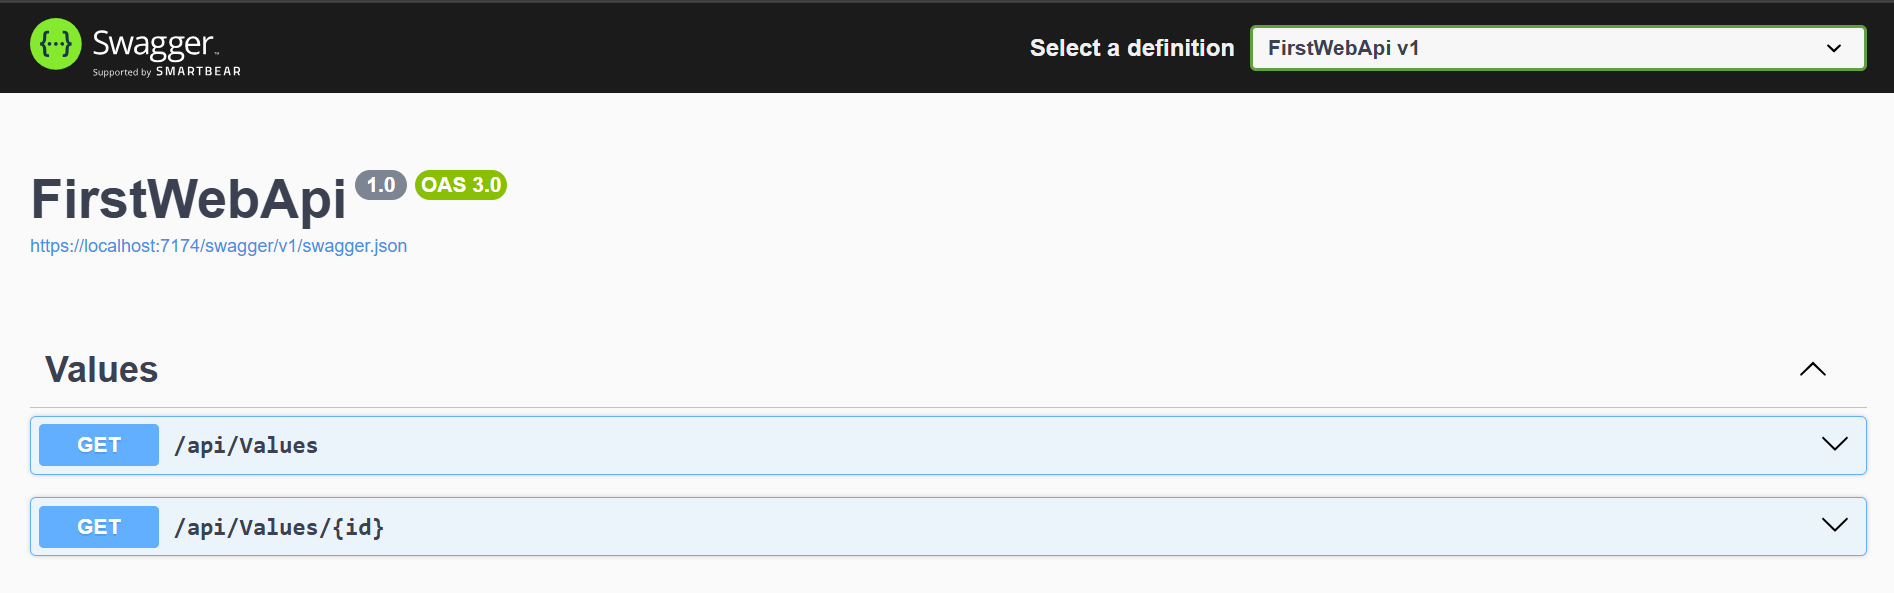 {...} Swagger™
Supported by SMARTBEAR
Select a definition
FirstWebApi v1
FirstWebApi 1.0 OAS 3.0
https://localhost:7174/swagger/v1/swagger.json
Values
GET /api/Values
GET /api/Values/{id}